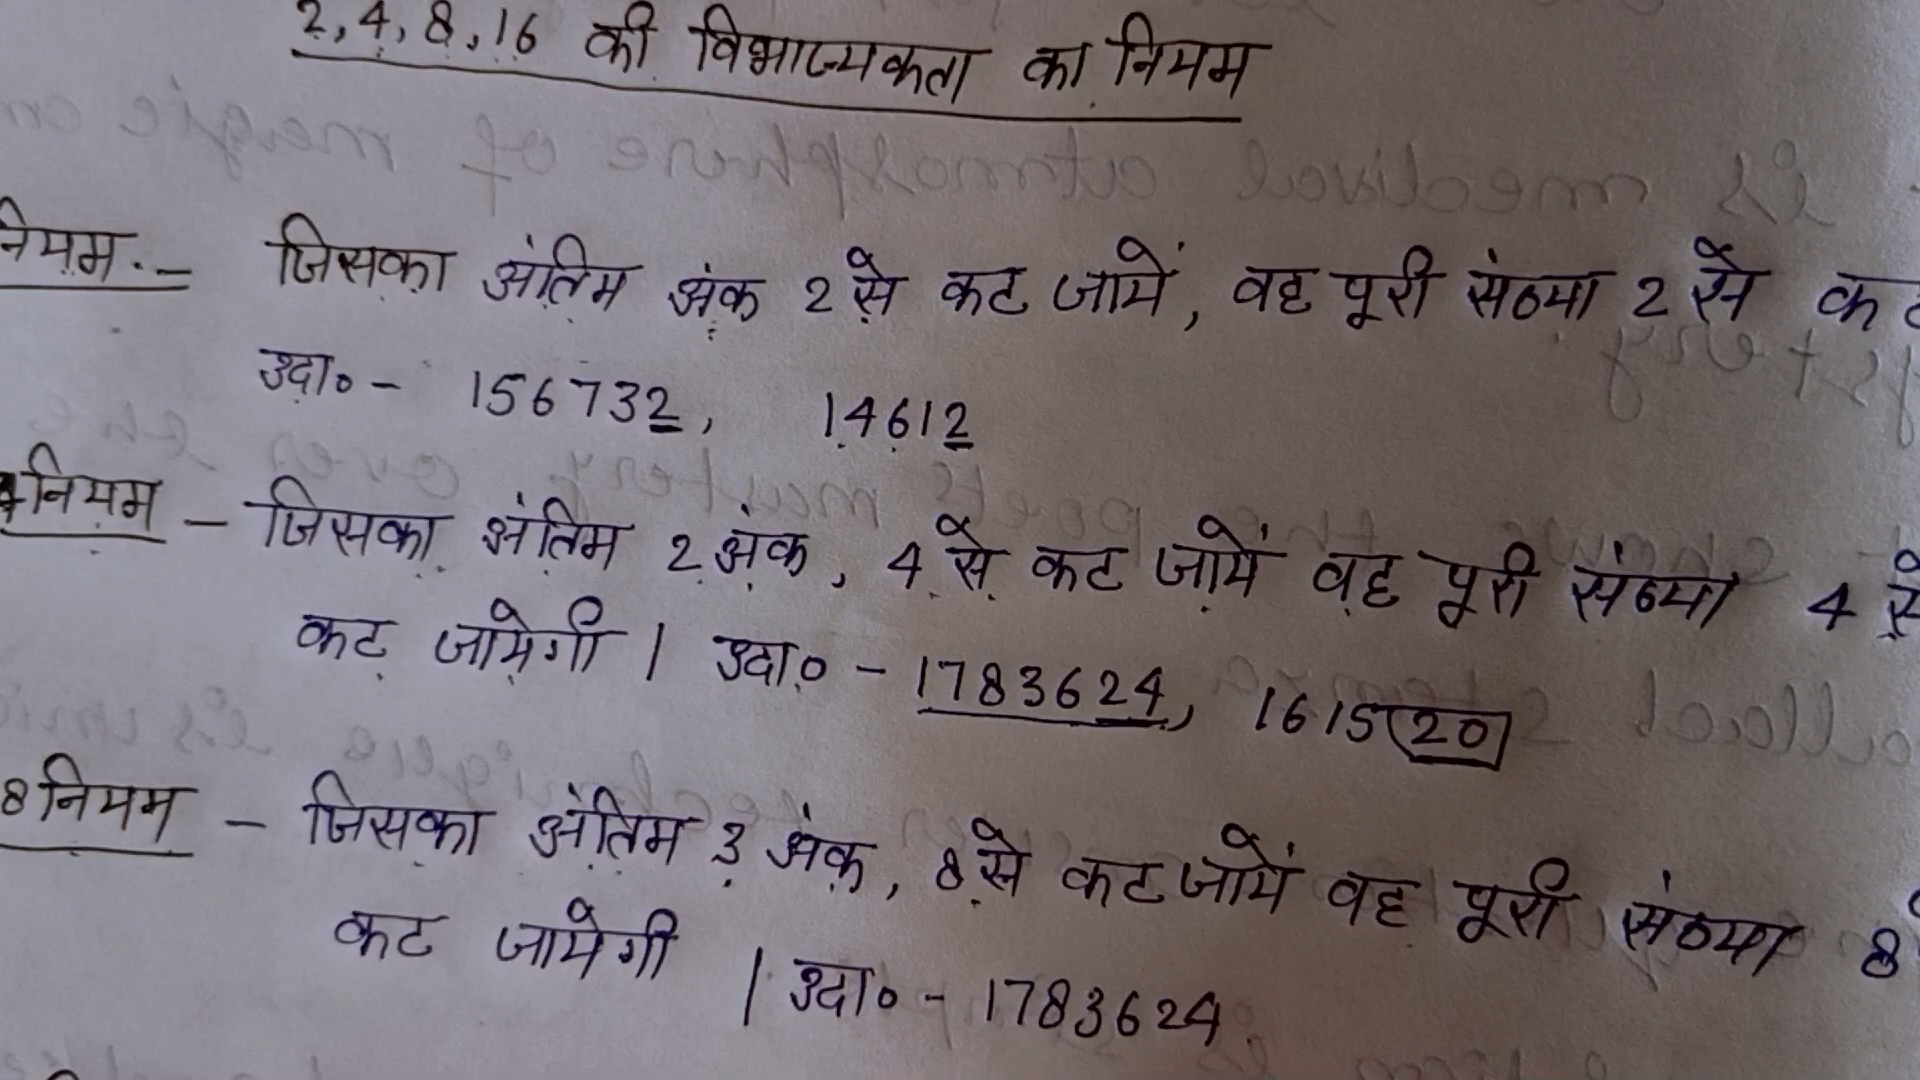 2, 4, 8, 16 की विभाज्यकता का नियम
नियम :- जिसका अंतिम अंक 2 से कट जाये, वह पूरी संख्या 2 से कट
उदा० - 156732, 14612
4 नियम - जिसका अंतिम 2 अंक, 4 से कट जाये वह पूरी संख्या 4 से
कट जायेगी । उदा० - 1783624, 161520
8 नियम - जिसका अंतिम 3 अंक, 8 से कट जाये वह पूरी संख्या 8
कट जायेगी । उदा० - 1783624